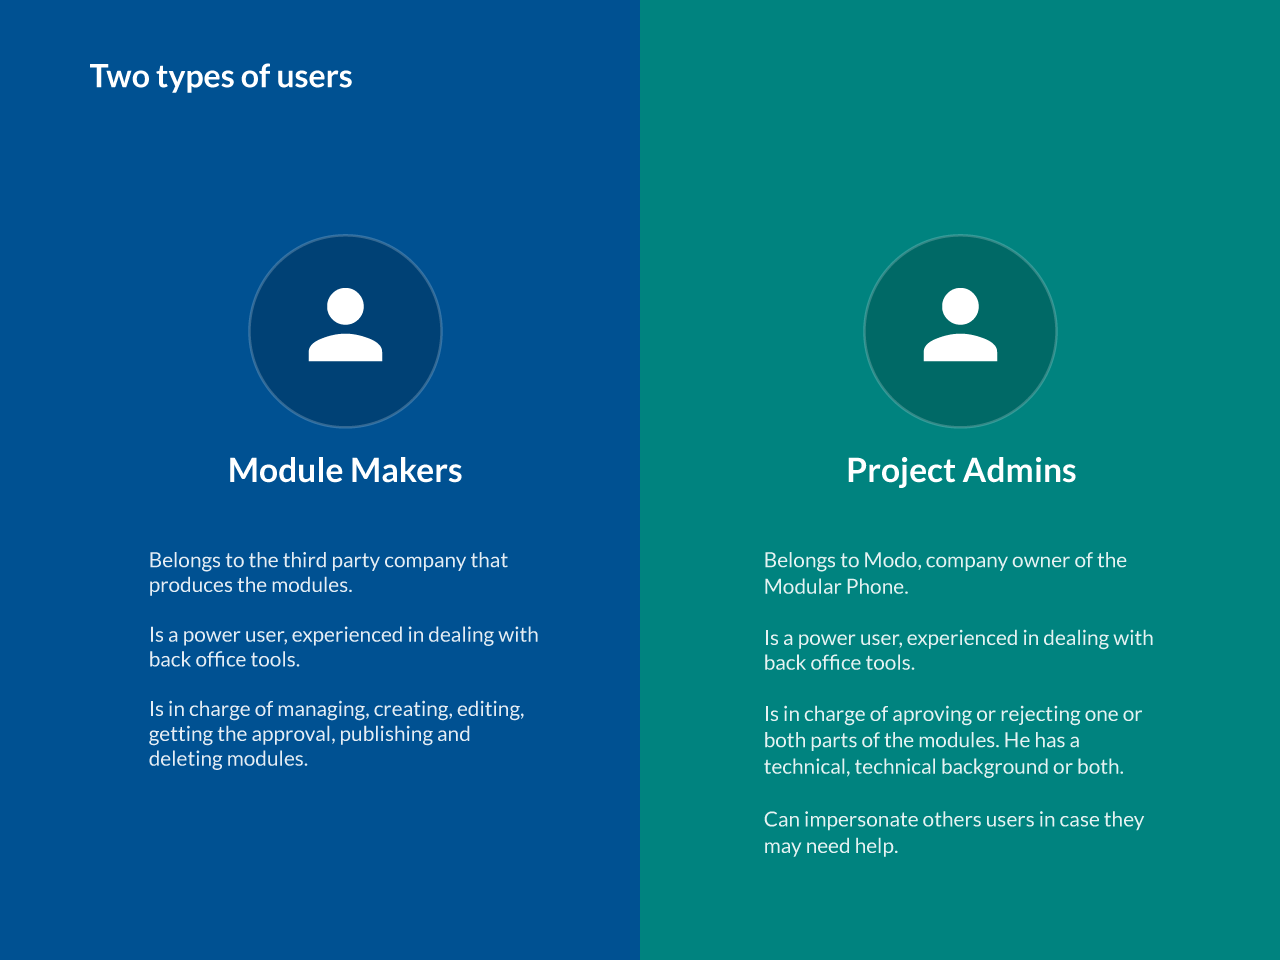 Two types of users
Module Makers
Belongs to the third party company that
produces the modules.
Is a power user, experienced in dealing with
back office tools.
Is in charge of managing, creating, editing,
getting the approval, publishing and
deleting modules.
Project Admins
Belongs to Modo, company owner of the
Modular Phone.
Is a power user, experienced in dealing with
back office tools.
Is in charge of aproving or rejecting one or
both parts of the modules. He has a
technical, technical background or both.
Can impersonate others users in case they
may need help.